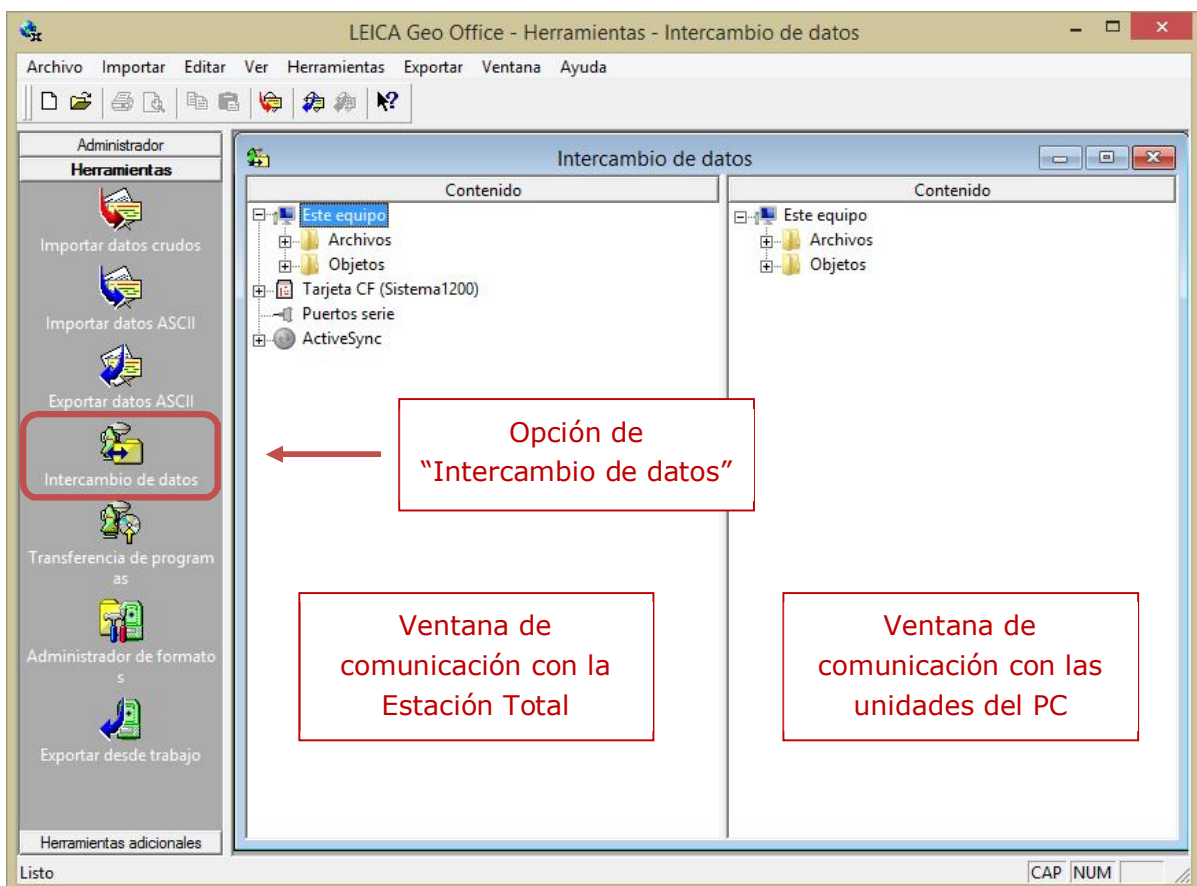 LEICA Geo Office - Herramientas - Intercambio de datos
Archivo Importar Editar Ver Herramientas Exportar Ventana Ayuda
Administrador
Herramientas
Importar datos crudos
Importar datos ASCII
Exportar datos ASCII
Intercambio de datos
Transferencia de program
as
Administrador de formato
s
Exportar desde trabajo
Herramientas adicionales
Intercambio de datos
Contenido
Este equipo
Archivos
Objetos
Tarjeta CF (Sistema1200)
Puertos serie
ActiveSync
Contenido
Este equipo
Archivos
Objetos
Opción de
“Intercambio de datos”
Ventana de
comunicación con la
Estación Total
Ventana de
comunicación con las
unidades del PC
Listo
CAP NUM